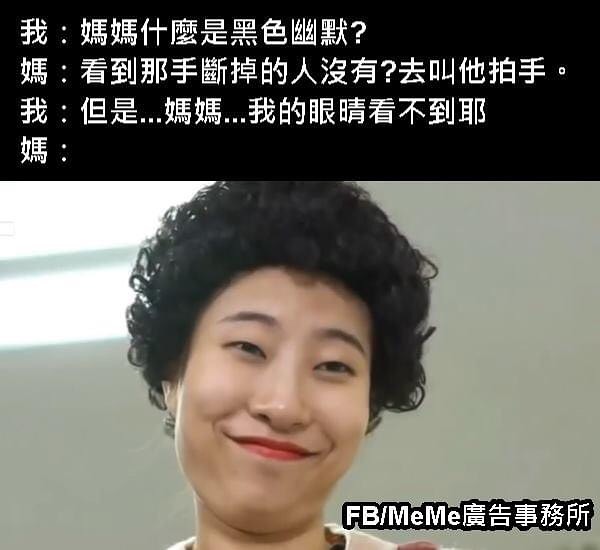 我：媽媽什麼是黑色幽默?
媽：看到那手斷掉的人沒有?去叫他拍手。
我：但是...媽媽...我的眼睛看不到耶
媽：
FB/MeMe廣告事務所